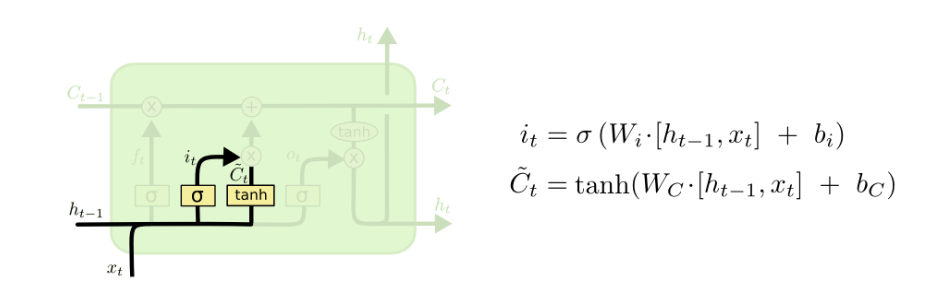 h_t
C_{t-1}
C_t
x
+
tanh
f_t
i_t
x
o_t
x
C̃_t
σ
σ
tanh
σ
h_{t-1}
h_t
x_t
i_t = σ (W_i·[h_{t-1}, x_t] + b_i)
C̃_t = tanh(W_C·[h_{t-1}, x_t] + b_C)